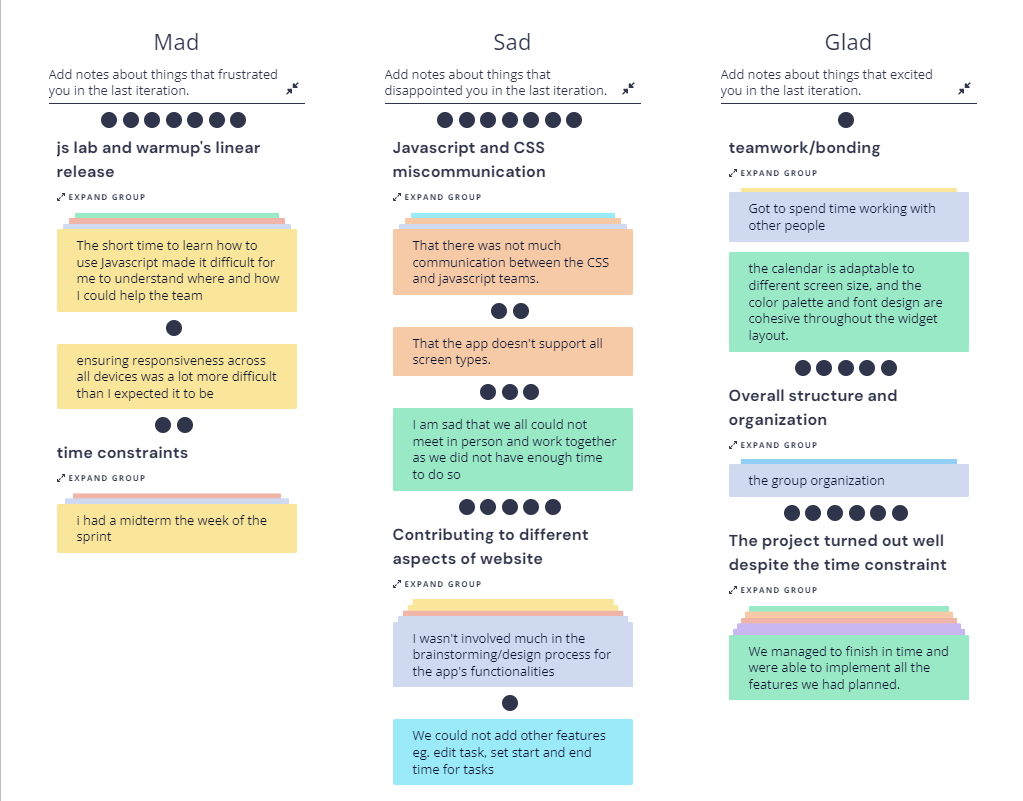 Mad
Add notes about things that frustrated
you in the last iteration.
js lab and warmup's linear
release
EXPAND GROUP
The short time to learn how to
use Javascript made it difficult for
me to understand where and how
I could help the team
ensuring responsiveness across
all devices was a lot more difficult
than I expected it to be
time constraints
EXPAND GROUP
i had a midterm the week of the
sprint
Sad
Add notes about things that
disappointed you in the last iteration.
Javascript and CSS
miscommunication
EXPAND GROUP
That there was not much
communication between the CSS
and javascript teams.
That the app doesn't support all
screen types.
I am sad that we all could not
meet in person and work together
as we did not have enough time
to do so
Contributing to different
aspects of website
EXPAND GROUP
I wasn't involved much in the
brainstorming/design process for
the app's functionalities
We could not add other features
eg. edit task, set start and end
time for tasks
Glad
Add notes about things that excited
you in the last iteration.
teamwork/bonding
EXPAND GROUP
Got to spend time working with
other people
the calendar is adaptable to
different screen size, and the
color palette and font design are
cohesive throughout the widget
layout.
Overall structure and
organization
EXPAND GROUP
the group organization
The project turned out well
despite the time constraint
EXPAND GROUP
We managed to finish in time and
were able to implement all the
features we had planned.